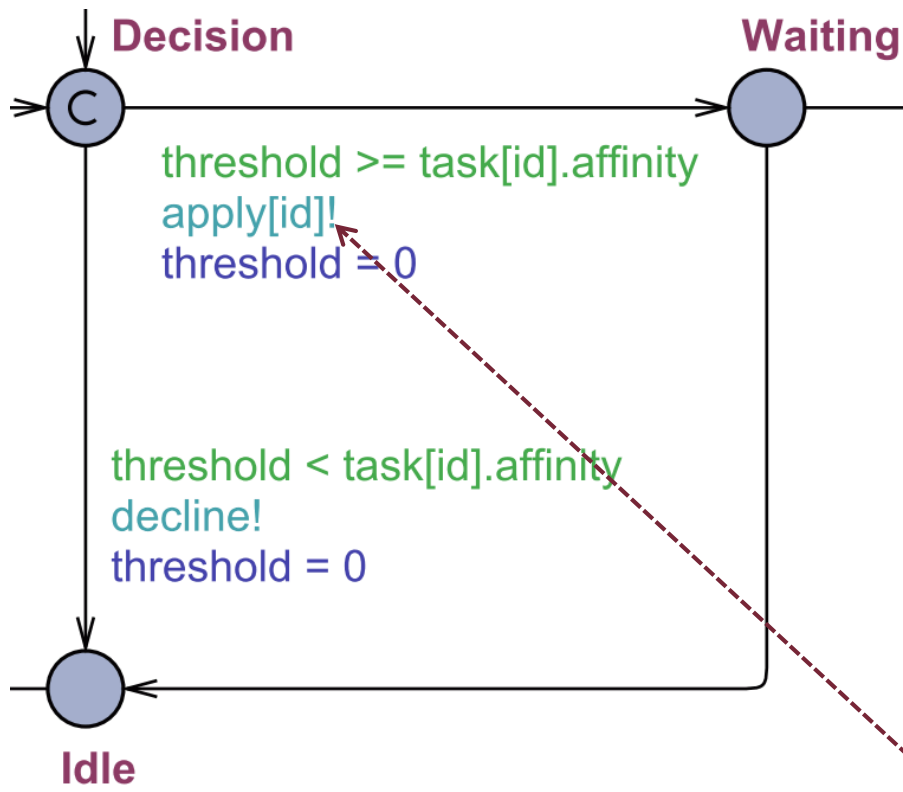 Decision
Waiting
C
threshold >= task[id].affinity
apply[id]!
threshold = 0
threshold < task[id].affinity
decline!
threshold = 0
Idle